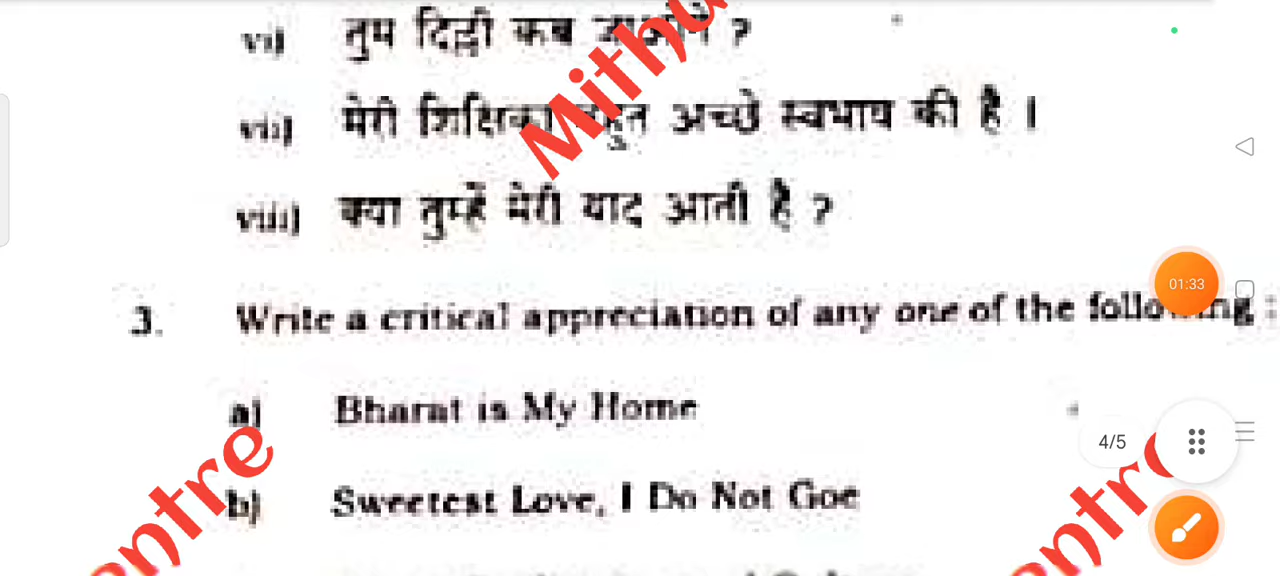 vi) तुम दिल्ली कब ?
vii) मेरी शिक्षिका बहुत अच्छे स्वभाव की है ।
viii) क्या तुम्हें मेरी याद आती है ?
01:33
3. Write a critical appreciation of any one of the following :
a) Bharat is My Home
4/5
b) Sweetest Love, I Do Not Goe